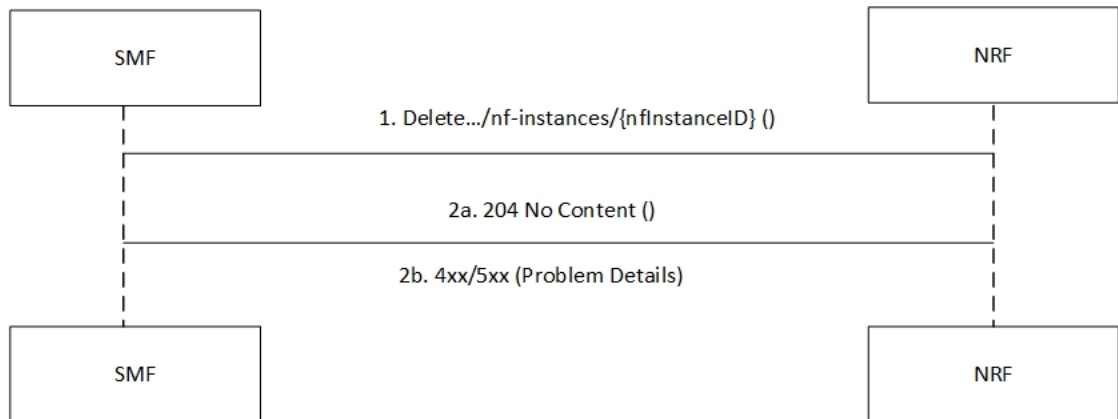 SMF
NRF
1. Delete.../nf-instances/{nfInstanceID} ()
2a. 204 No Content ()
2b. 4xx/5xx (Problem Details)
SMF
NRF